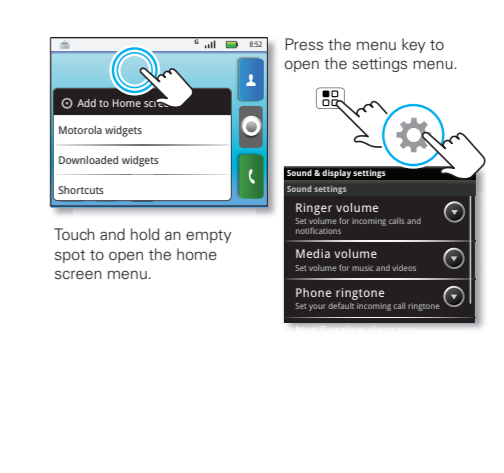 G
8:52
Add to Home scre
Motorola widgets
Downloaded widgets
Shortcuts
Touch and hold an empty
spot to open the home
screen menu.
Press the menu key to
open the settings menu.
Sound & display settings
Sound settings
Ringer volume
Set volume for incoming calls and
notifications
Media volume
Set volume for music and videos
Phone ringtone
Set your default incoming call ringtone
Notification ringtone